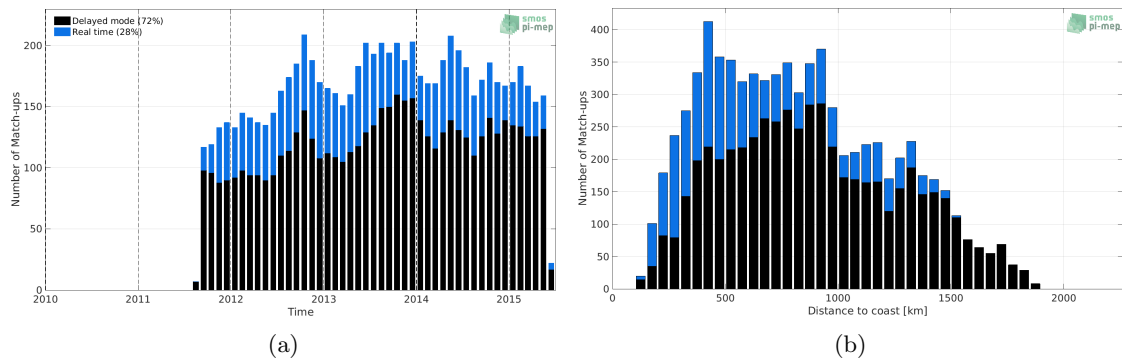 Delayed mode (72%)
Real time (28%)
smos
pi-mep
Number of Match-ups
200
150
100
50
0
2010
2011
2012
2013
2014
2015
Time
(a)
smos
pi-mep
Number of Match-ups
400
350
300
250
200
150
100
50
0
0
500
1000
1500
2000
Distance to coast [km]
(b)